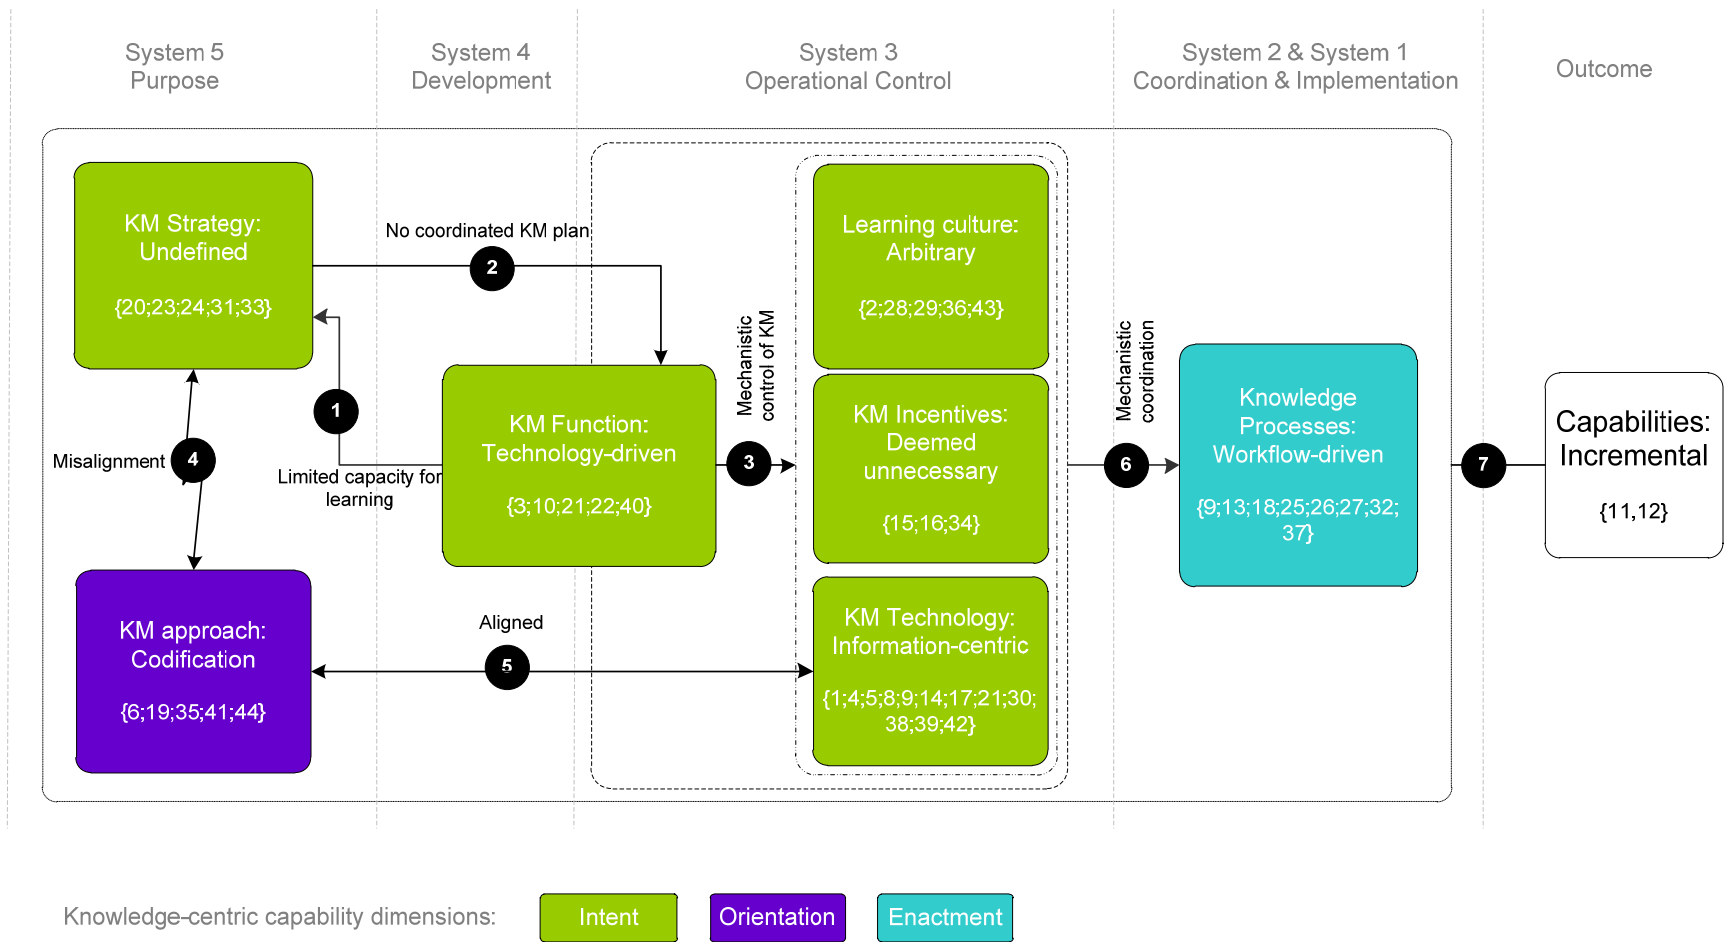 System 5
Purpose
System 4
Development
System 3
Operational Control
System 2 & System 1
Coordination & Implementation
Outcome
KM Strategy:
Undefined
{20;23;24;31;33}
No coordinated KM plan
2
1
Limited capacity for
learning
Misalignment
4
KM Function:
Technology-driven
{3;10;21;22;40}
Mechanistic
control of KM
3
Learning culture:
Arbitrary
{2;28;29;36;43}
KM Incentives:
Deemed
unnecessary
{15;16;34}
KM Technology:
Information-centric
{1;4;5;8;9;14;17;21;30;
38;39;42}
KM approach:
Codification
{6;19;35;41;44}
Aligned
5
Mechanistic
coordination
6
Knowledge
Processes:
Workflow-driven
{9;13;18;25;26;27;32;
37}
7
Capabilities:
Incremental
{11,12}
Knowledge-centric capability dimensions:
Intent
Orientation
Enactment